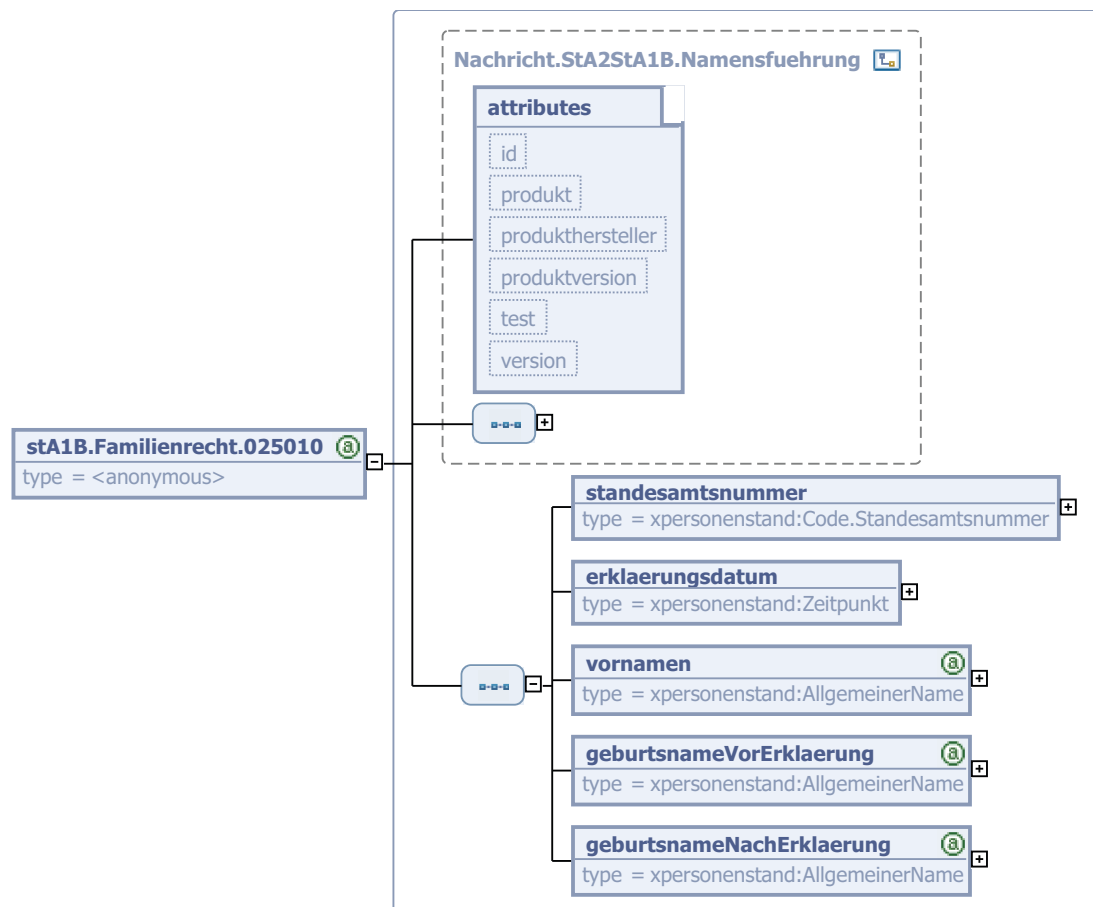 Nachricht.StA2StA1B.Namensfuehrung
attributes
id
produkt
produkthersteller
produktversion
test
version
stA1B.Familienrecht.025010
type = <anonymous>
standesamtsnummer
type = xpersonenstand:Code.Standesamtsnummer
erklaerungsdatum
type = xpersonenstand:Zeitpunkt
vornamen
type = xpersonenstand:AllgemeinerName
geburtsnameVorErklaerung
type = xpersonenstand:AllgemeinerName
geburtsnameNachErklaerung
type = xpersonenstand:AllgemeinerName